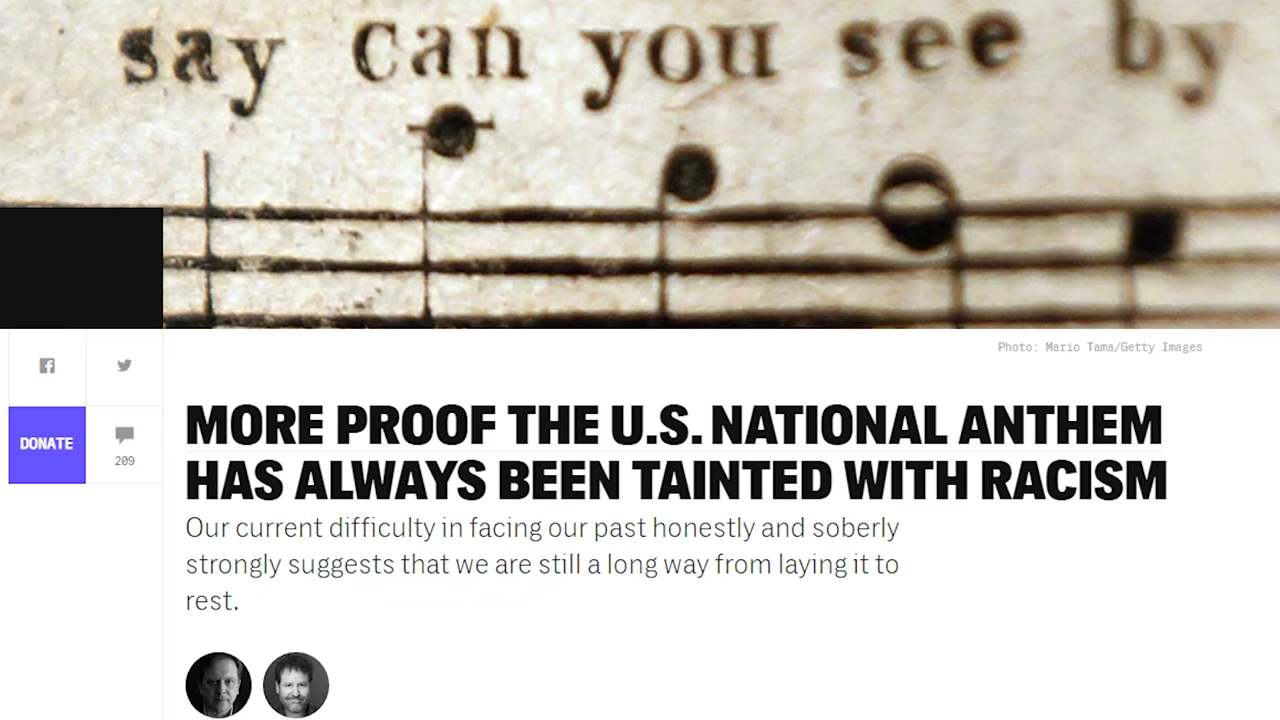 say can you see by
Photo: Mario Tama/Getty Images
DONATE
209
MORE PROOF THE U.S. NATIONAL ANTHEM
HAS ALWAYS BEEN TAINTED WITH RACISM
Our current difficulty in facing our past honestly and soberly
strongly suggests that we are still a long way from laying it to
rest.